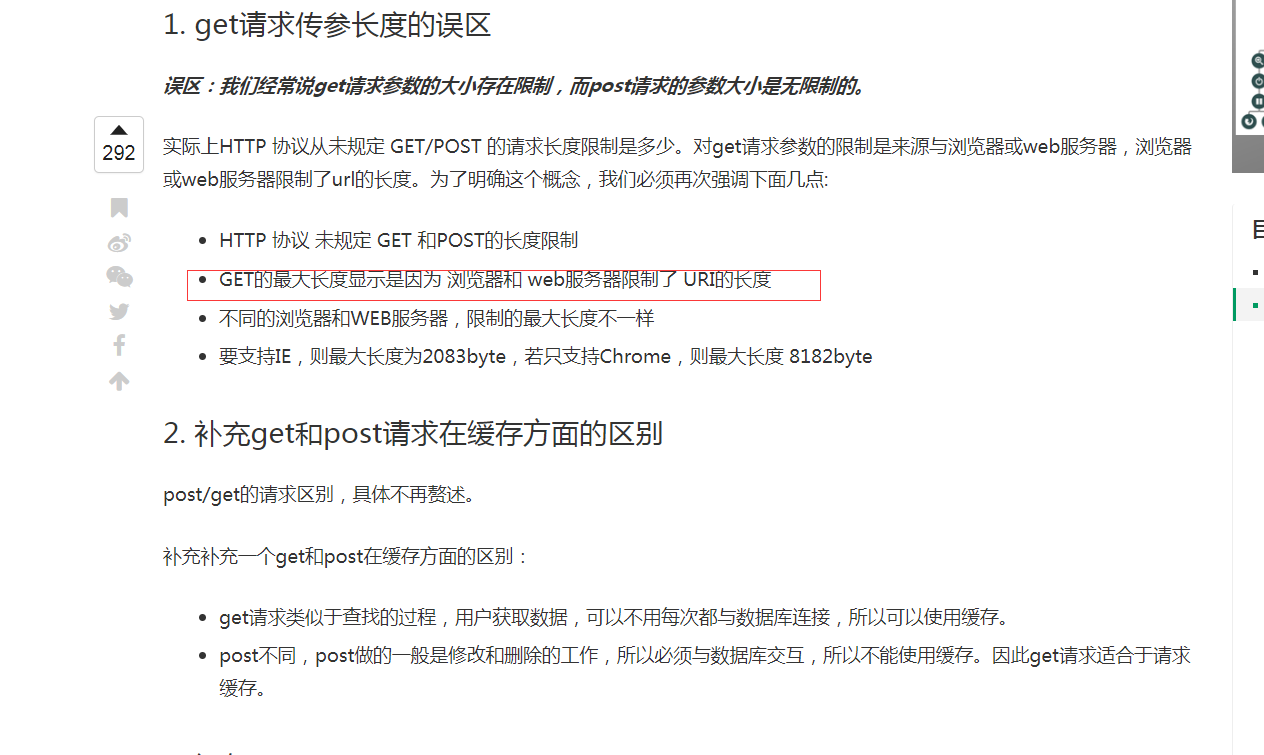 1. get请求传参长度的误区
误区：我们经常说get请求参数的大小存在限制，而post请求的参数大小是无限制的。
292
实际上HTTP 协议从未规定 GET/POST 的请求长度限制是多少。对get请求参数的限制是来源与浏览器或web服务器，浏览器
或web服务器限制了url的长度。为了明确这个概念，我们必须再次强调下面几点:
• HTTP 协议 未规定 GET 和POST的长度限制
• GET的最大长度显示是因为 浏览器和 web服务器限制了 URI的长度
• 不同的浏览器和WEB服务器，限制的最大长度不一样
• 要支持IE，则最大长度为2083byte，若只支持Chrome，则最大长度 8182byte
2. 补充get和post请求在缓存方面的区别
post/get的请求区别，具体不再赘述。
补充补充一个get和post在缓存方面的区别：
• get请求类似于查找的过程，用户获取数据，可以不用每次都与数据库连接，所以可以使用缓存。
• post不同，post做的一般是修改和删除的工作，所以必须与数据库交互，所以不能使用缓存。因此get请求适合于请求
缓存。